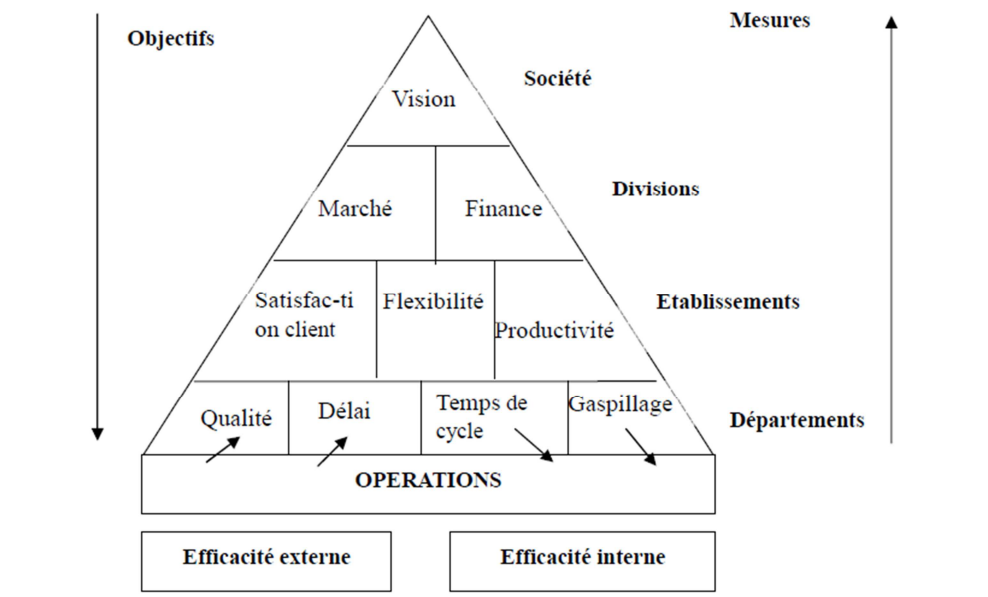 Mesures
Objectifs
Société
Vision
Divisions
Marché
Finance
Satisfac-ti
on client
Flexibilité
Etablissements
Productivité
Qualité
Délai
Temps de
cycle
Gaspillage
Départements
OPERATIONS
Efficacité externe
Efficacité interne